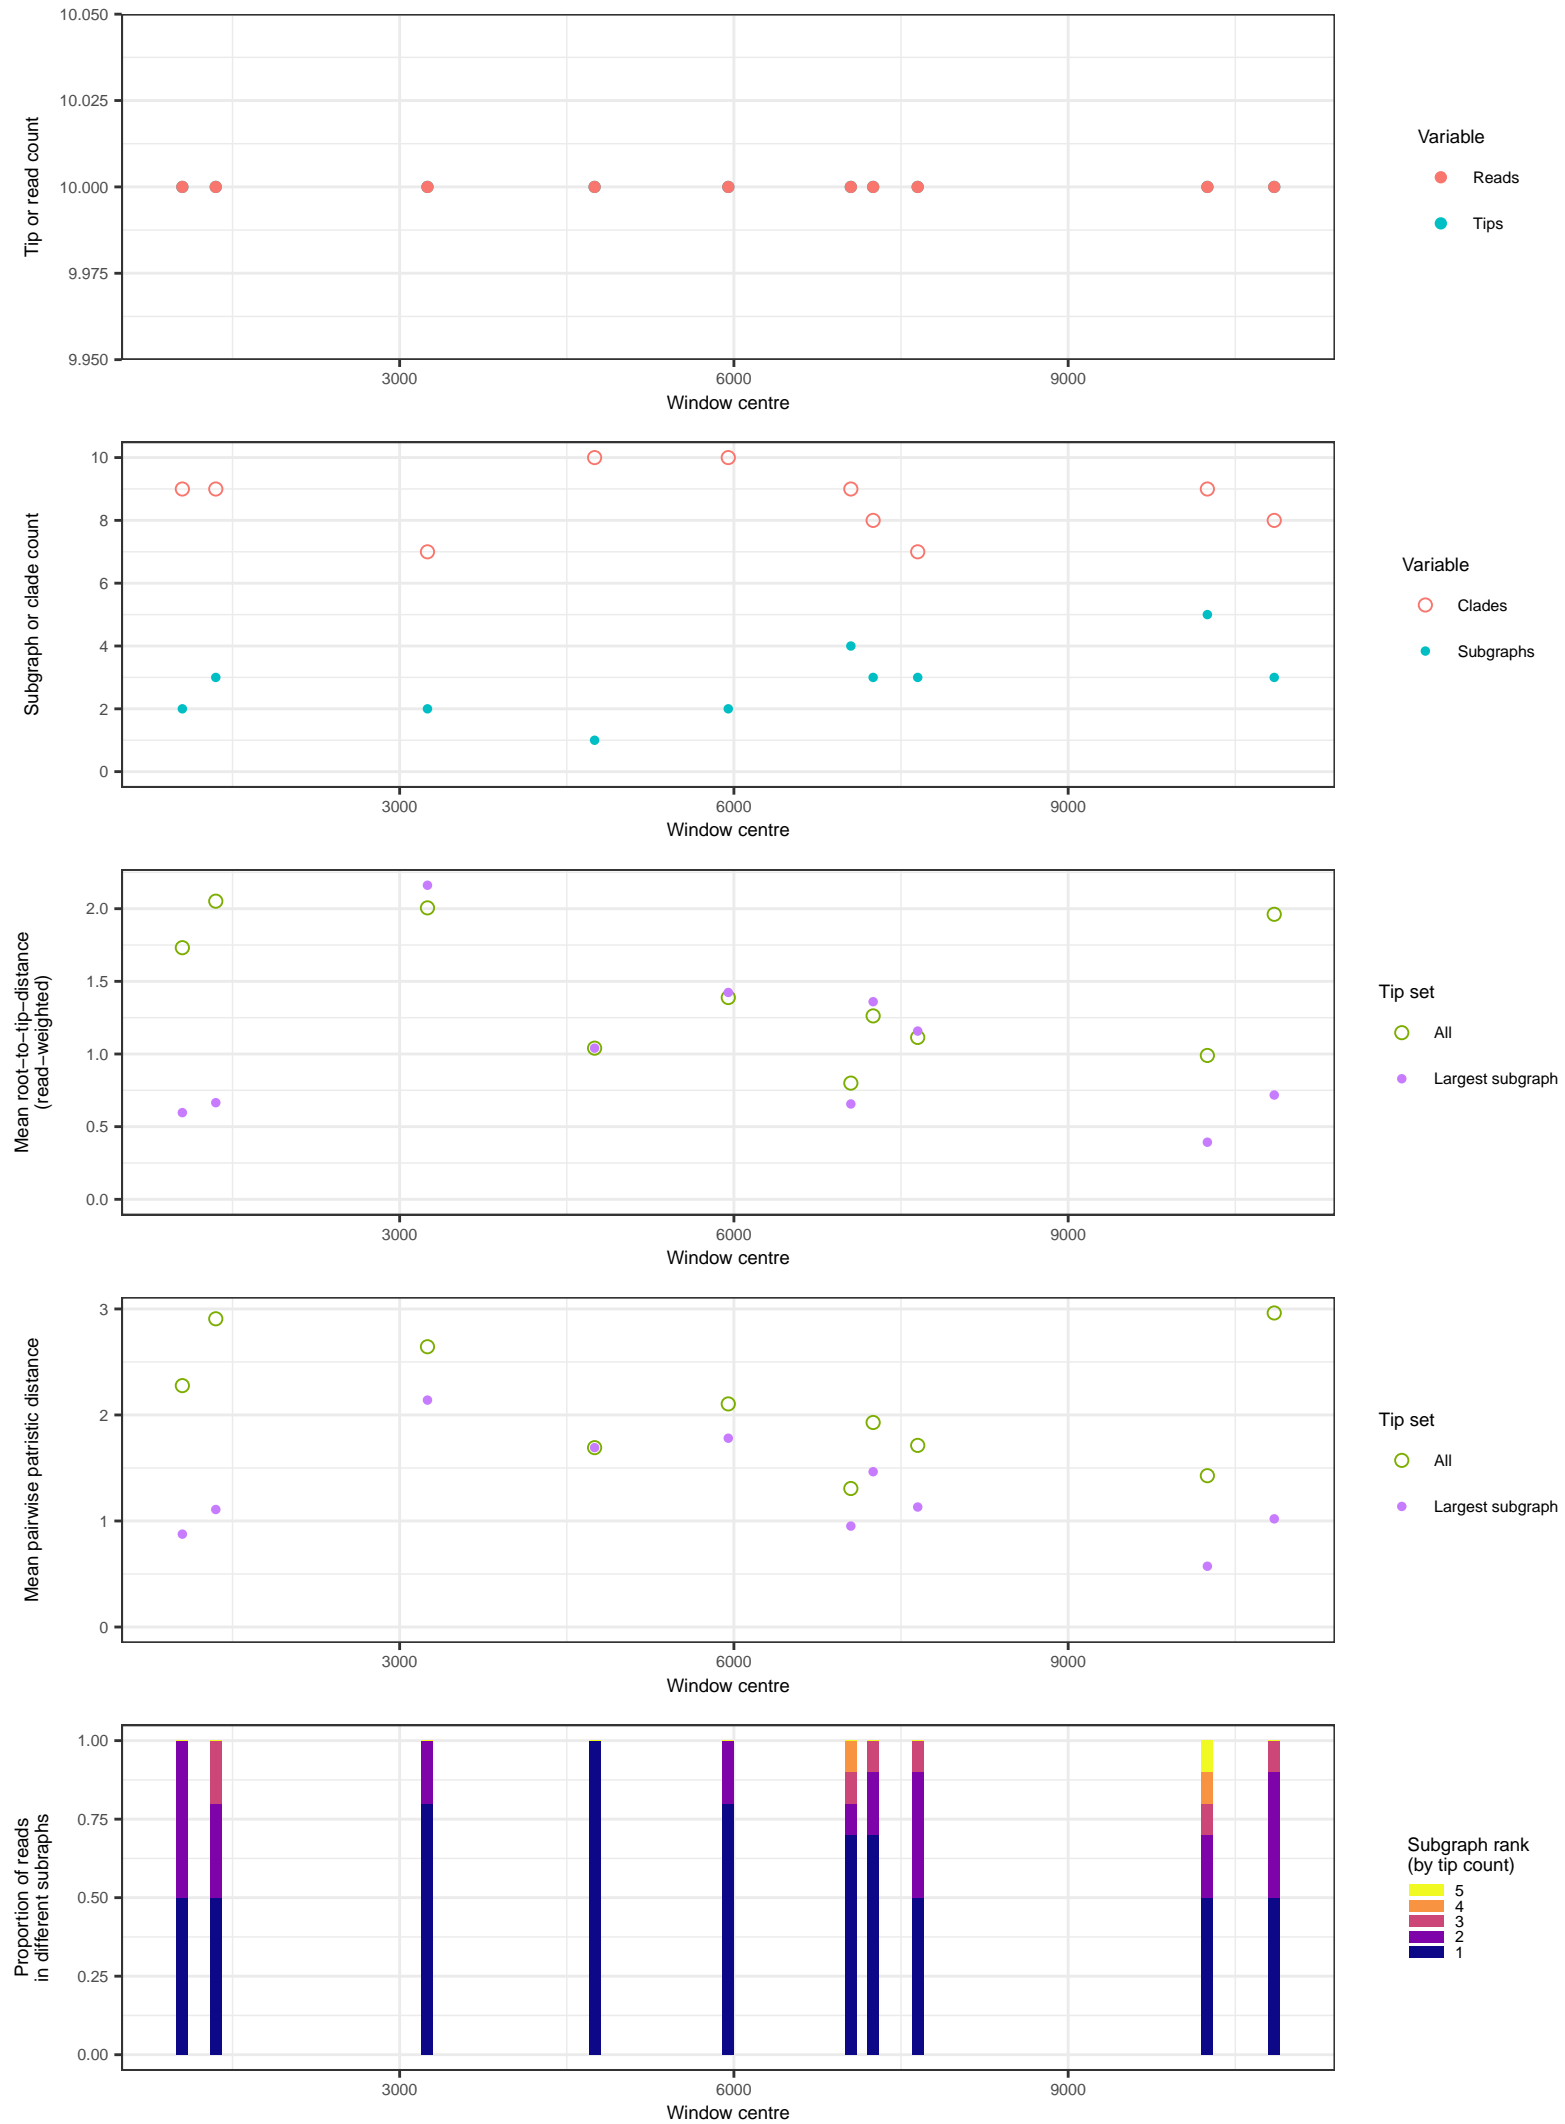 10.050
10.025
10.000
9.975
9.950
Tip or read count
3000
6000
9000
Window centre
Variable
Reads
Tips
10
8
6
4
2
0
Subgraph or clade count
3000
6000
9000
Window centre
Variable
Clades
Subgraphs
2.0
1.5
1.0
0.5
0.0
Mean root−to−tip−distance
(read−weighted)
3000
6000
9000
Window centre
Tip set
All
Largest subgraph
3
2
1
0
Mean pairwise patristic distance
3000
6000
9000
Window centre
Tip set
All
Largest subgraph
1.00
0.75
0.50
0.25
0.00
Proportion of reads
in different subraphs
3000
6000
9000
Window centre
Subgraph rank
(by tip count)
5
4
3
2
1